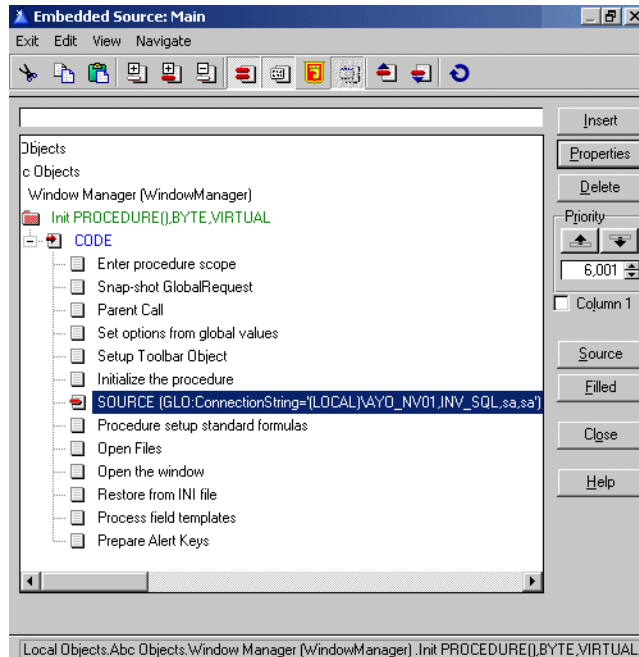 Embedded Source: Main
Exit Edit View Navigate
Insert
Objects
Properties
c Objects
Window Manager (WindowManager)
Delete
Init PROCEDURE(),BYTE,VIRTUAL
Priority
CODE
Enter procedure scope
6,001
Snap-shot GlobalRequest
Parent Call
Column 1
Set options from global values
Setup Toolbar Object
Source
Initialize the procedure
Filled
SOURCE (GLO:ConnectionString='(LOCAL)\AYO_NV01,INV_SQL,sa,sa')
Procedure setup standard formulas
Close
Open Files
Open the window
Help
Restore from INI file
Process field templates
Prepare Alert Keys
Local Objects.Abc Objects.Window Manager (WindowManager) .Init PROCEDURE(),BYTE,VIRTUAL